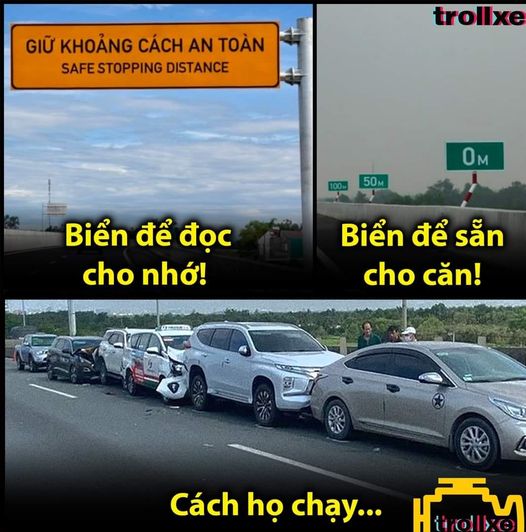 trollxe
GIỮ KHOẢNG CÁCH AN TOÀN
SAFE STOPPING DISTANCE
100M
50M
0M
Biển để đọc
cho nhớ!
Biển để sẵn
cho căn!
Cách họ chạy...
trollxe